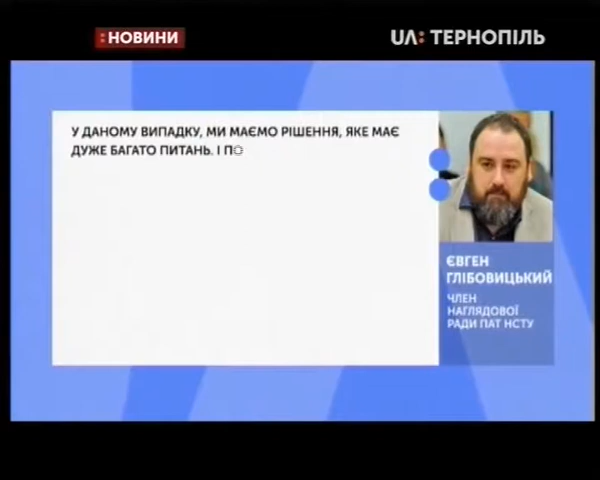 :НОВИНИ
UA: ТЕРНОПІЛЬ
У ДАНОМУ ВИПАДКУ, МИ МАЄМО РІШЕННЯ, ЯКЕ МАЄ
ДУЖЕ БАГАТО ПИТАНЬ. І П
ЄВГЕН
ГЛІБОВИЦЬКИЙ
ЧЛЕН
НАГЛЯДОВОЇ
РАДИ ПАТ НСТУ